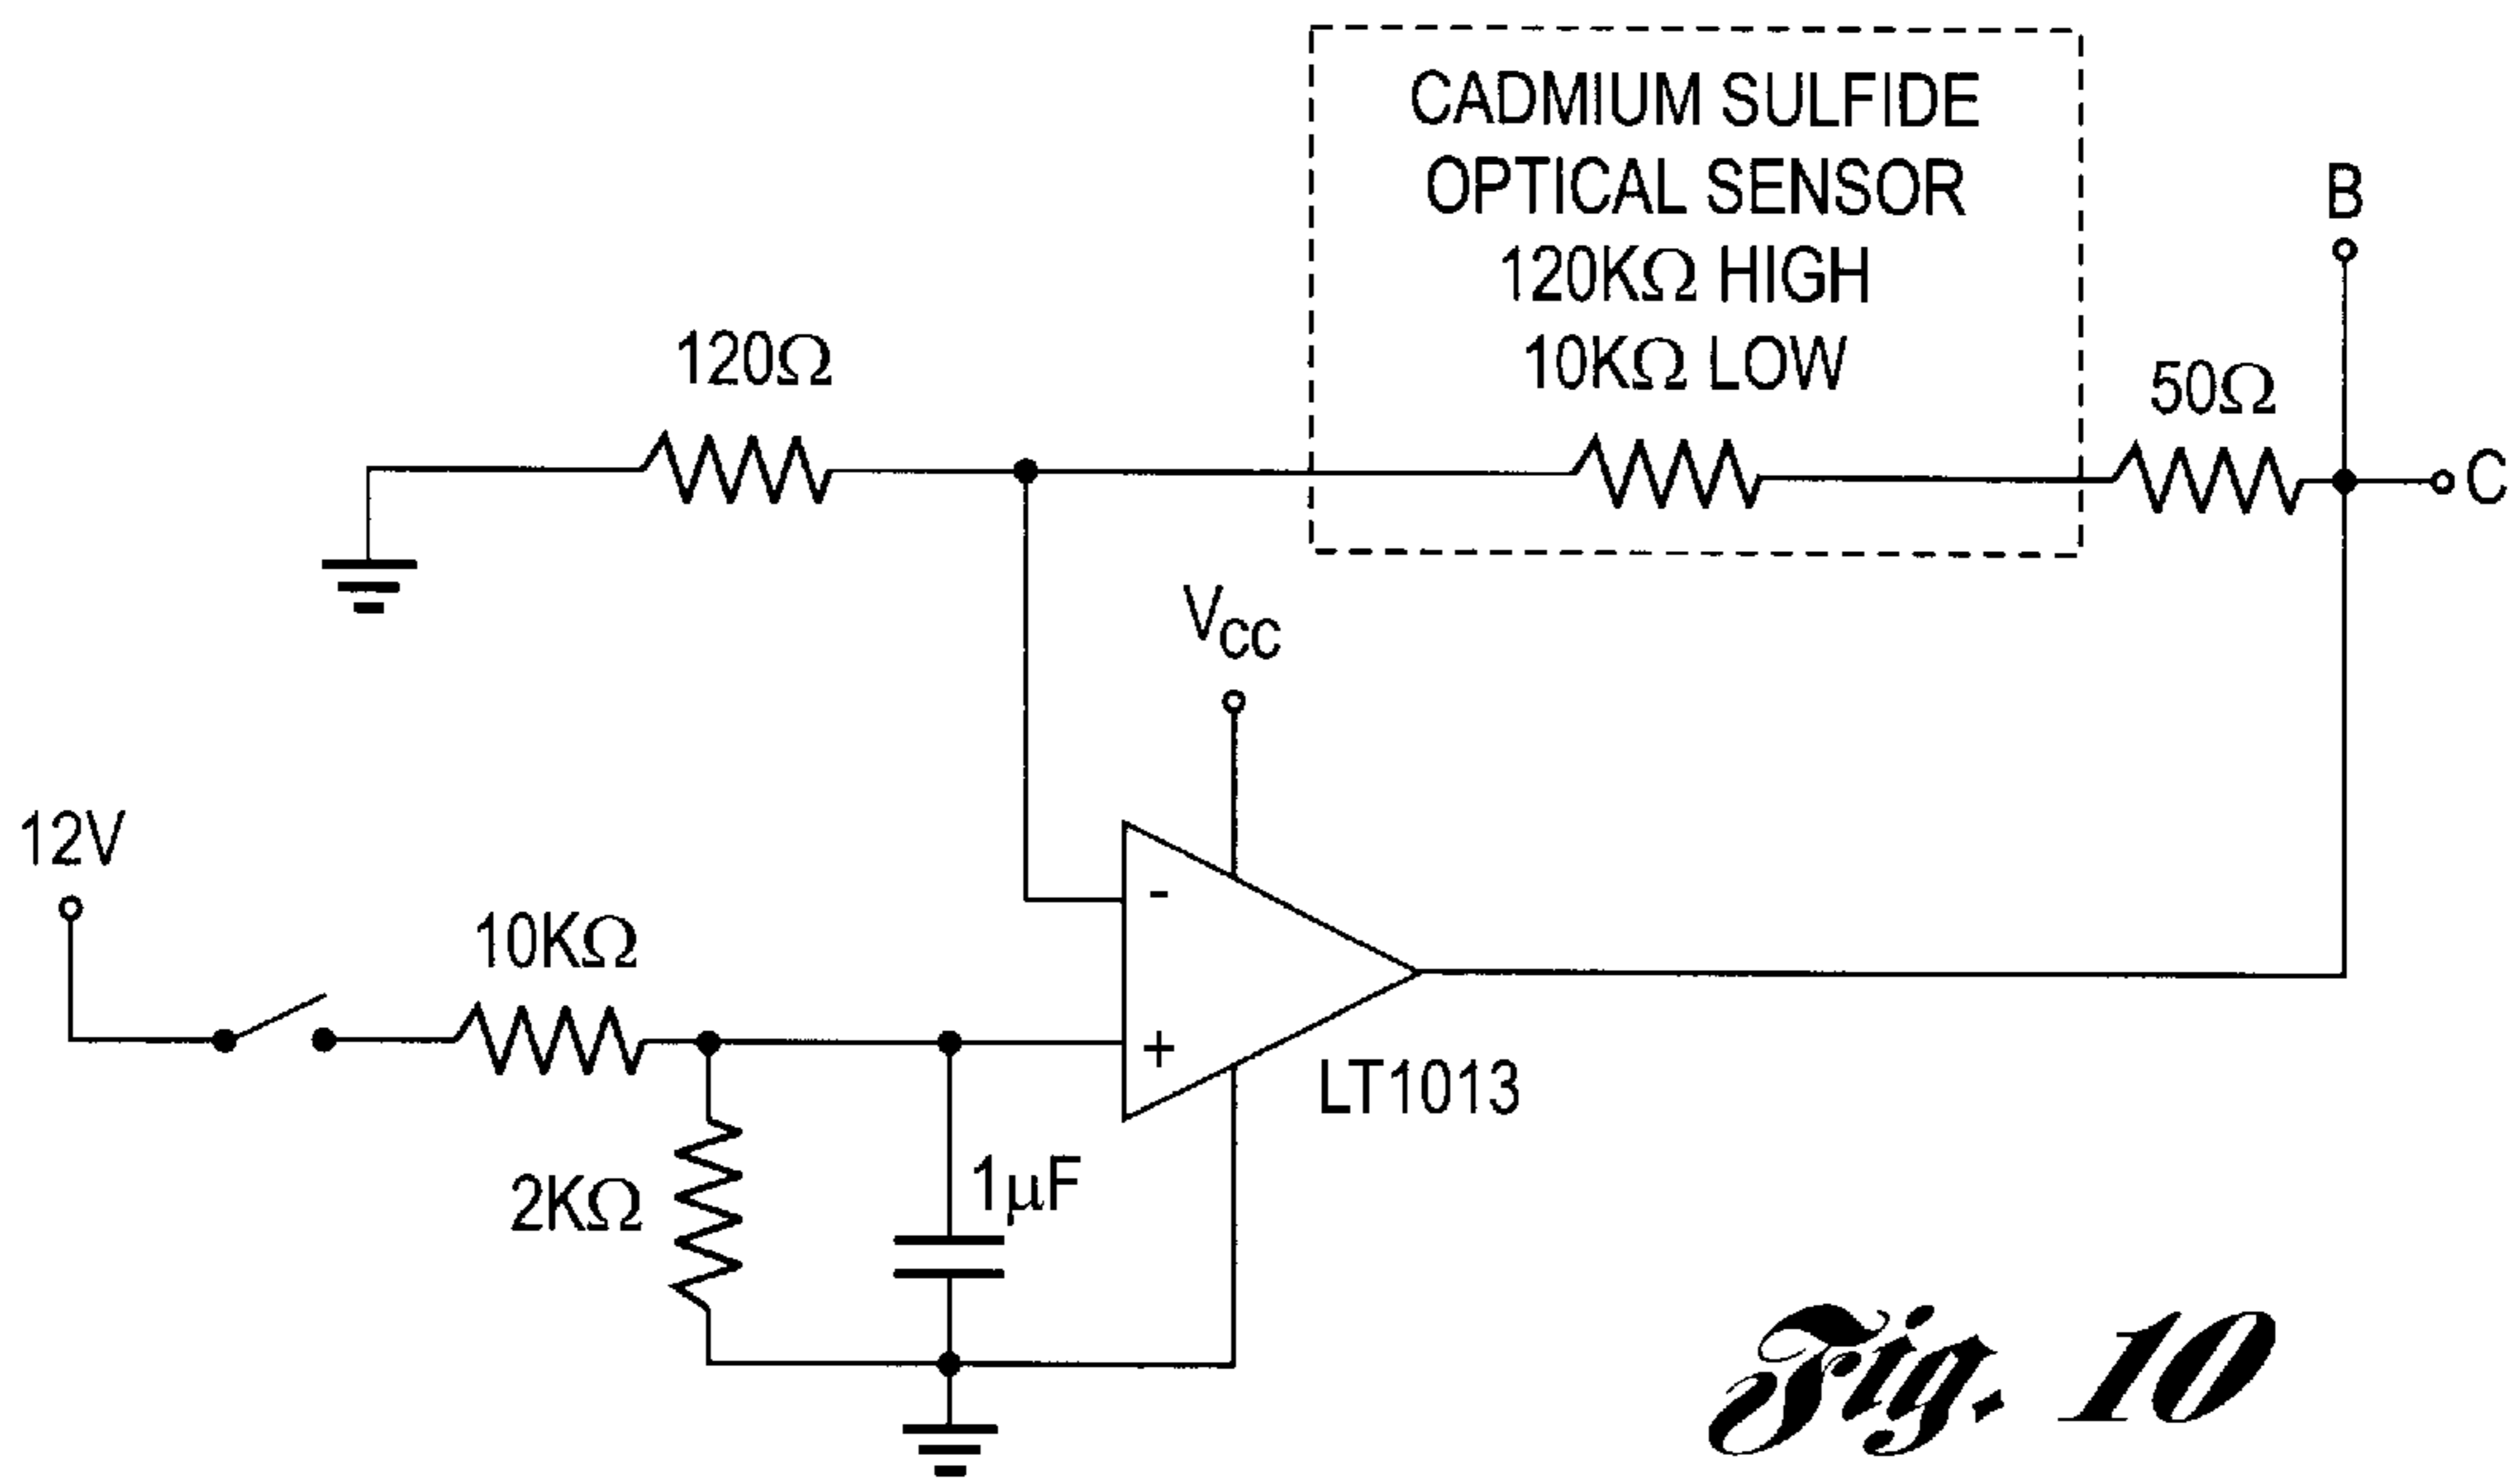 CADMIUM SULFIDE
OPTICAL SENSOR
120KΩ HIGH
10KΩ LOW
B
120Ω
50Ω
C
VCC
12V
10KΩ
-
+
LT1013
2KΩ
1µF
Fig. 10